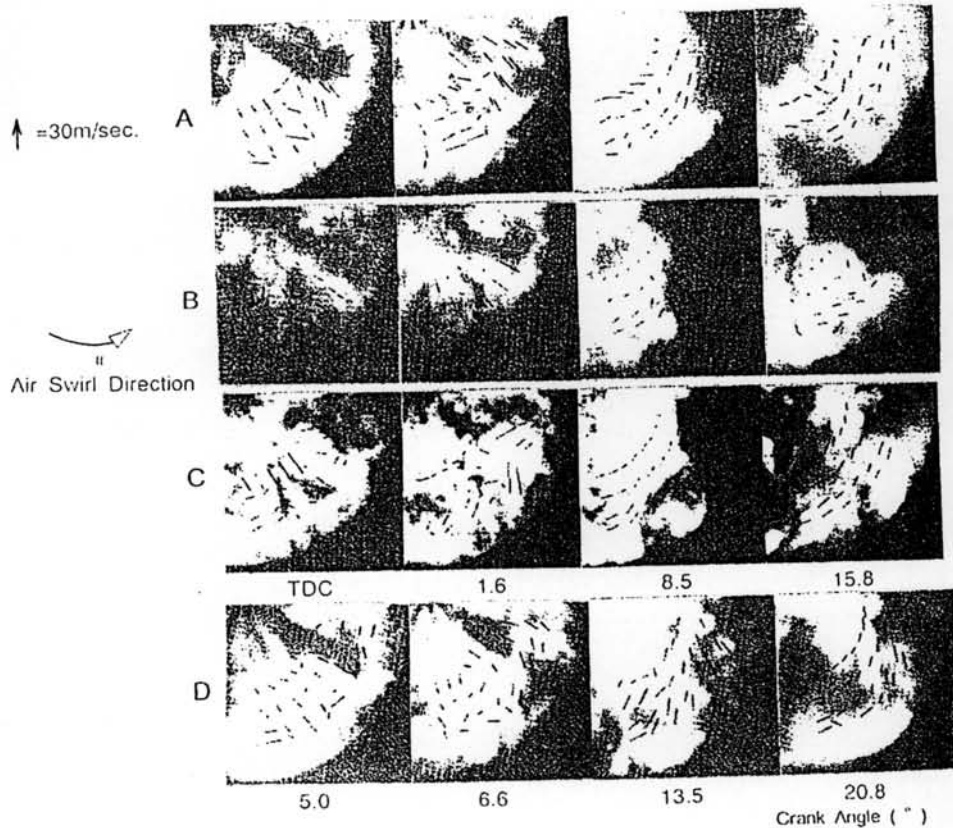 A
=30m/sec.
B
Air Swirl Direction
C
TDC 1.6 8.5 15.8
D
5.0 6.6 13.5 20.8
Crank Angle ( ° )